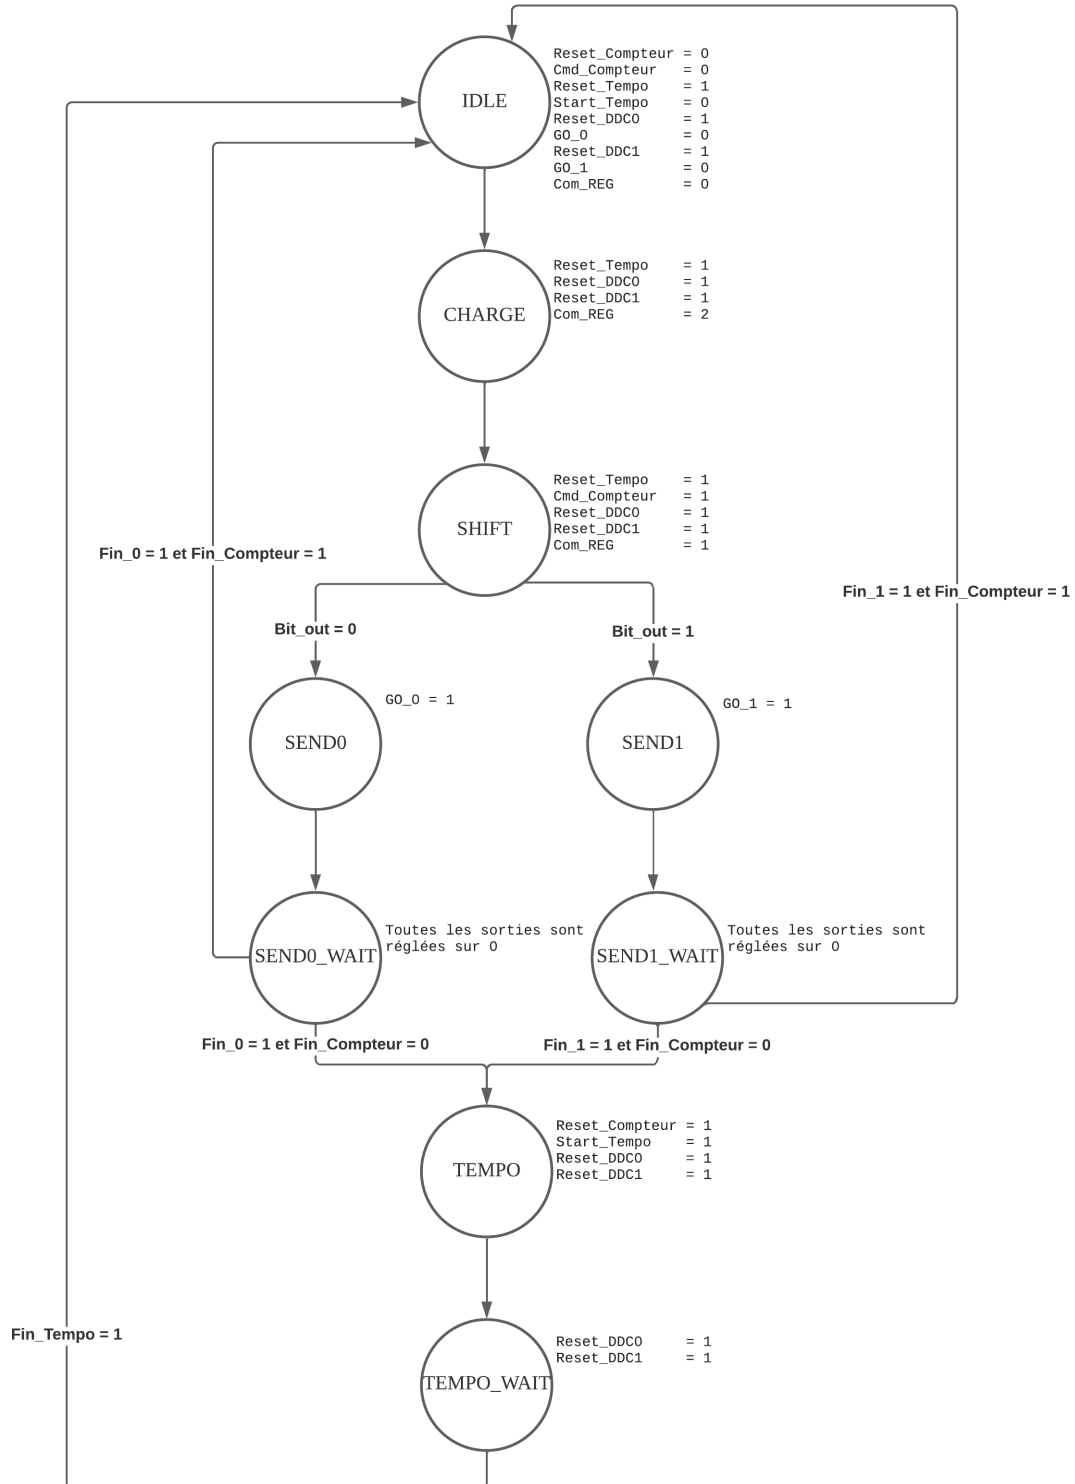 IDLE
Reset_Compteur = 0
Cmd_Compteur   = 0
Reset_Tempo    = 1
Start_Tempo    = 0
Reset_DDC0     = 1
GO_0           = 0
Reset_DDC1     = 1
GO_1           = 0
Com_REG        = 0
CHARGE
Reset_Tempo    = 1
Reset_DDC0     = 1
Reset_DDC1     = 1
Com_REG        = 2
SHIFT
Reset_Tempo    = 1
Cmd_Compteur   = 1
Reset_DDC0     = 1
Reset_DDC1     = 1
Com_REG        = 1
Fin_0 = 1 et Fin_Compteur = 1
Fin_1 = 1 et Fin_Compteur = 1
Bit_out = 0
Bit_out = 1
SEND0
GO_0 = 1
SEND1
GO_1 = 1
SEND0_WAIT
Toutes les sorties sont
réglées sur 0
SEND1_WAIT
Toutes les sorties sont
réglées sur 0
Fin_0 = 1 et Fin_Compteur = 0
Fin_1 = 1 et Fin_Compteur = 0
TEMPO
Reset_Compteur = 1
Start_Tempo    = 1
Reset_DDC0     = 1
Reset_DDC1     = 1
Fin_Tempo = 1
TEMPO_WAIT
Reset_DDC0     = 1
Reset_DDC1     = 1